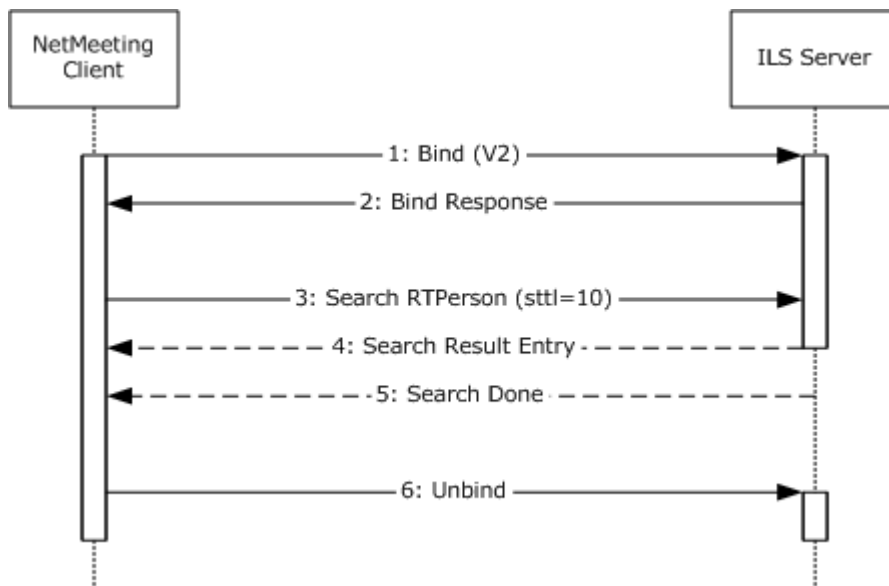 NetMeeting
Client
ILS Server
1: Bind (V2)
2: Bind Response
3: Search RTPerson (sttl=10)
4: Search Result Entry
5: Search Done
6: Unbind